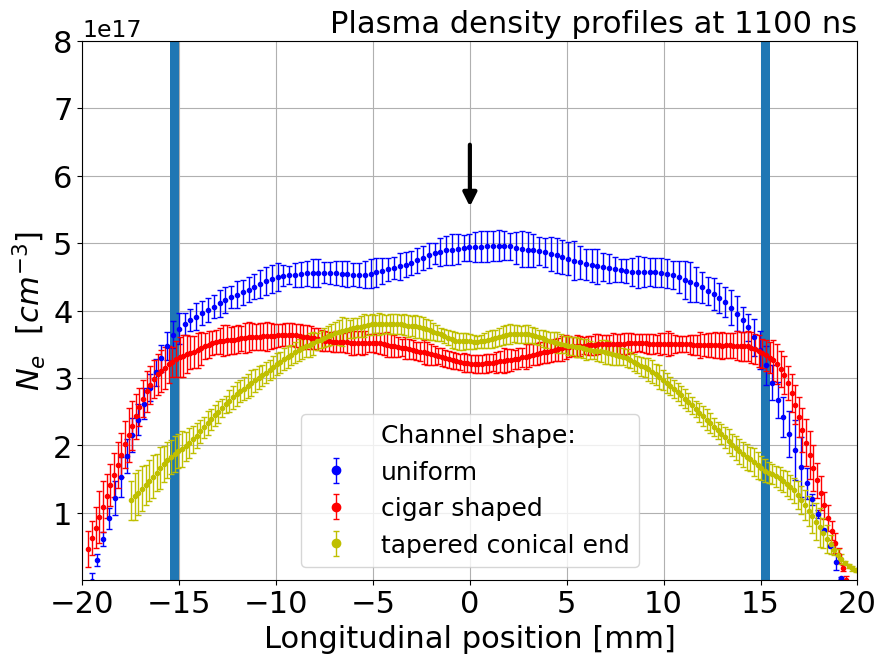 Plasma density profiles at 1100 ns
1e17
8
7
6
5
4
3
2
1
N_e [cm^{-3}]
Channel shape:
uniform
cigar shaped
tapered conical end
−20 −15 −10 −5 0 5 10 15 20
Longitudinal position [mm]